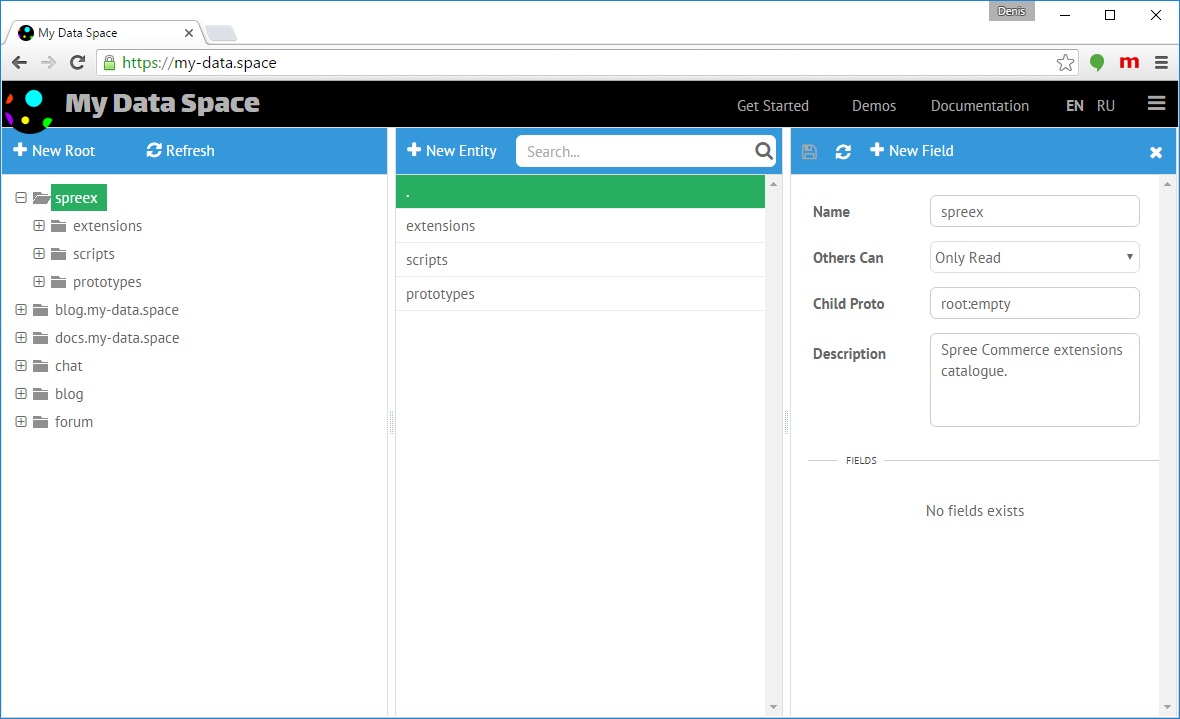 Denis
My Data Space
https://my-data.space
m
My Data Space
Get Started Demos Documentation EN RU
New Root Refresh
New Entity Search...
New Field
spreex
extensions
scripts
prototypes
blog.my-data.space
docs.my-data.space
chat
blog
forum
.
extensions
scripts
prototypes
Name spreex
Others Can Only Read
Child Proto root:empty
Description Spree Commerce extensions
catalogue.
FIELDS
No fields exists